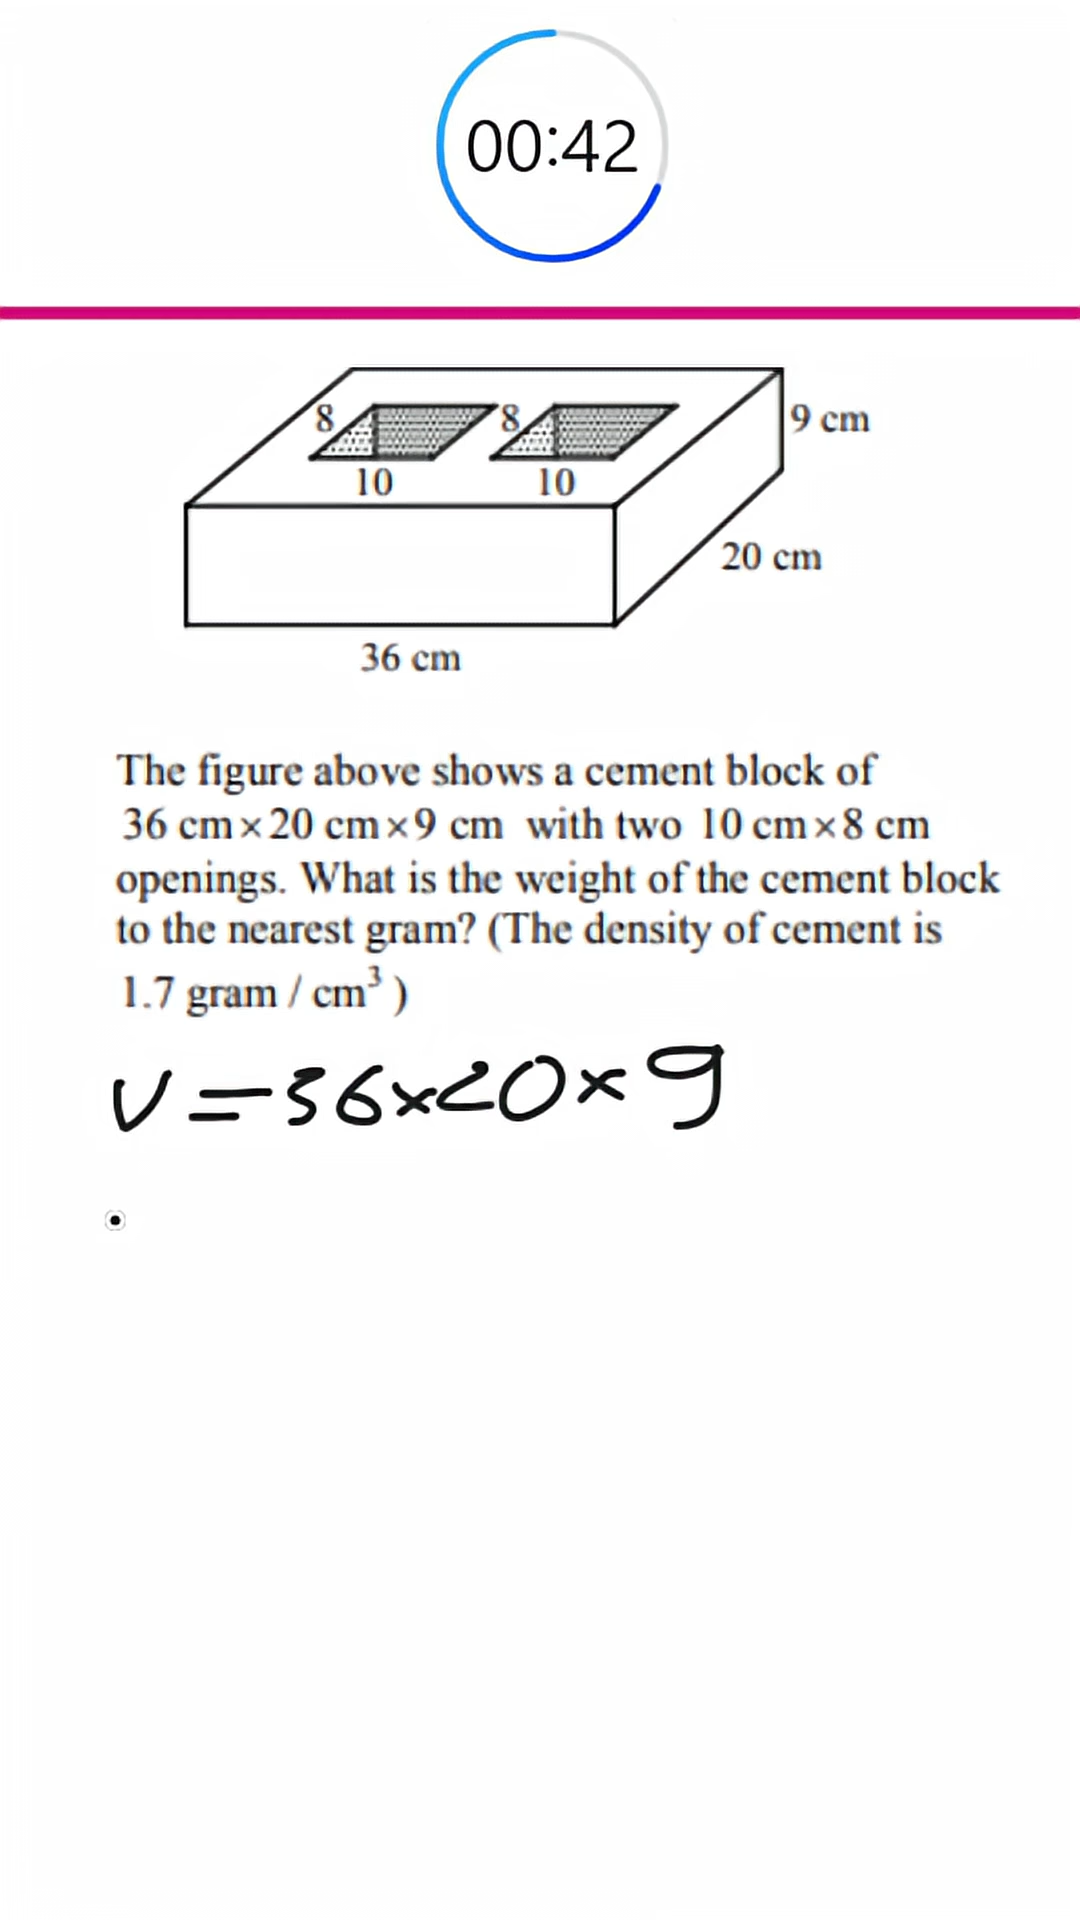 00:42
8
8
9 cm
10
10
20 cm
36 cm
The figure above shows a cement block of
36 cm × 20 cm × 9 cm with two 10 cm × 8 cm
openings. What is the weight of the cement block
to the nearest gram? (The density of cement is
1.7 gram / cm³ )
V = 36 × 20 × 9